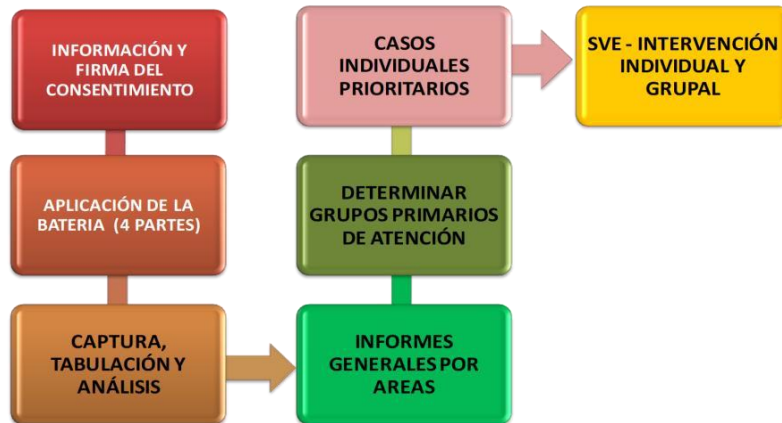 INFORMACIÓN Y
FIRMA DEL
CONSENTIMIENTO
APLICACIÓN DE LA
BATERIA (4 PARTES)
CAPTURA,
TABULACIÓN Y
ANÁLISIS
INFORMES
GENERALES POR
AREAS
DETERMINAR
GRUPOS PRIMARIOS
DE ATENCIÓN
CASOS
INDIVIDUALES
PRIORITARIOS
SVE - INTERVENCIÓN
INDIVIDUAL Y
GRUPAL